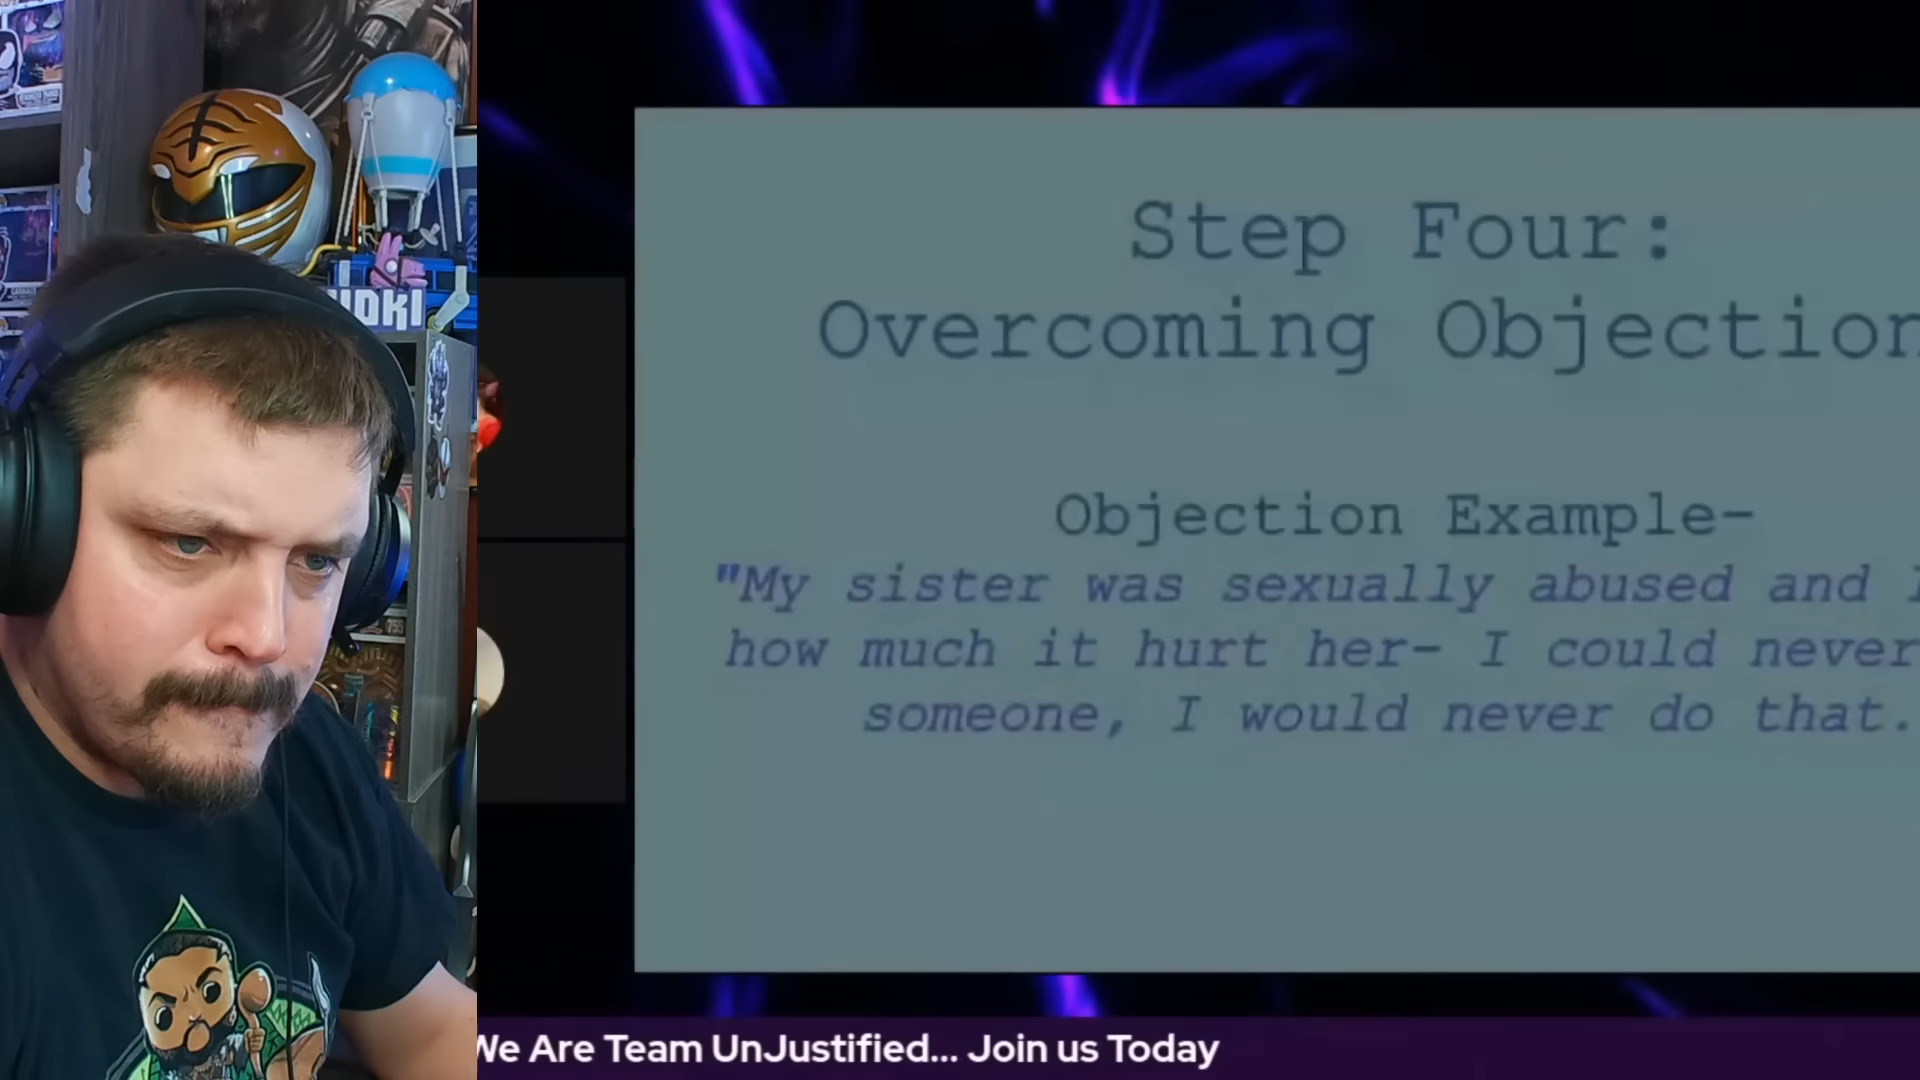 Step Four:
Overcoming Objection
Objection Example-
"My sister was sexually abused and
how much it hurt her- I could never
someone, I would never do that.
We Are Team UnJustified... Join us Today
755